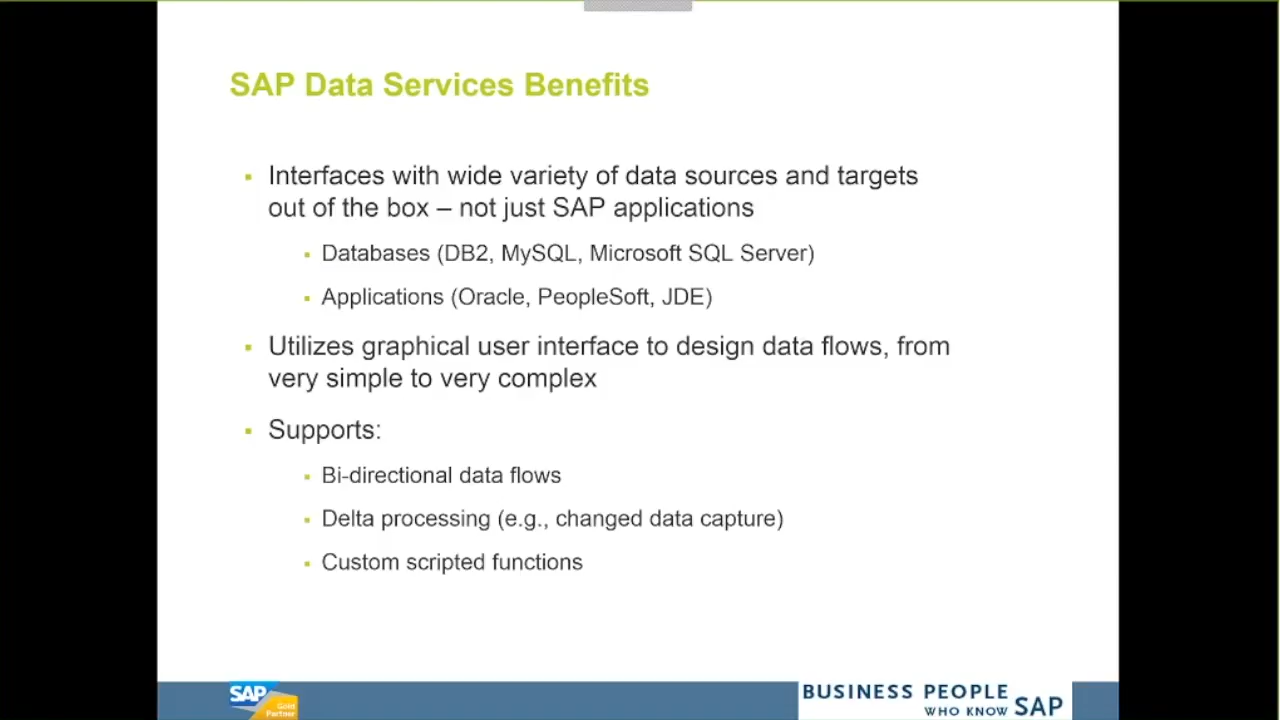 SAP Data Services Benefits
Interfaces with wide variety of data sources and targets
out of the box – not just SAP applications
Databases (DB2, MySQL, Microsoft SQL Server)
Applications (Oracle, PeopleSoft, JDE)
Utilizes graphical user interface to design data flows, from
very simple to very complex
Supports:
Bi-directional data flows
Delta processing (e.g., changed data capture)
Custom scripted functions
SAP
Gold
Partner
BUSINESS PEOPLE
WHO KNOW SAP